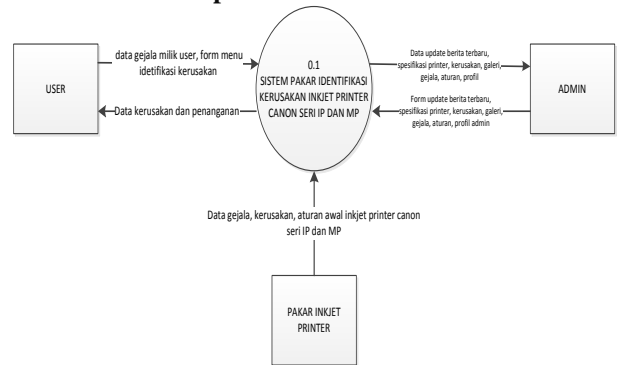 USER
data gejala milik user, form menu
idetifikasi kerusakan
Data kerusakan dan penanganan
0.1
SISTEM PAKAR IDENTIFIKASI
KERUSAKAN INKJET PRINTER
CANON SERI IP DAN MP
Data update berita terbaru,
spesifikasi printer, kerusakan, galeri,
gejala, aturan, profil
Form update berita terbaru,
spesifikasi printer, kerusakan, galeri,
gejala, aturan, profil admin
ADMIN
Data gejala, kerusakan, aturan awal inkjet printer canon
seri IP dan MP
PAKAR INKJET
PRINTER